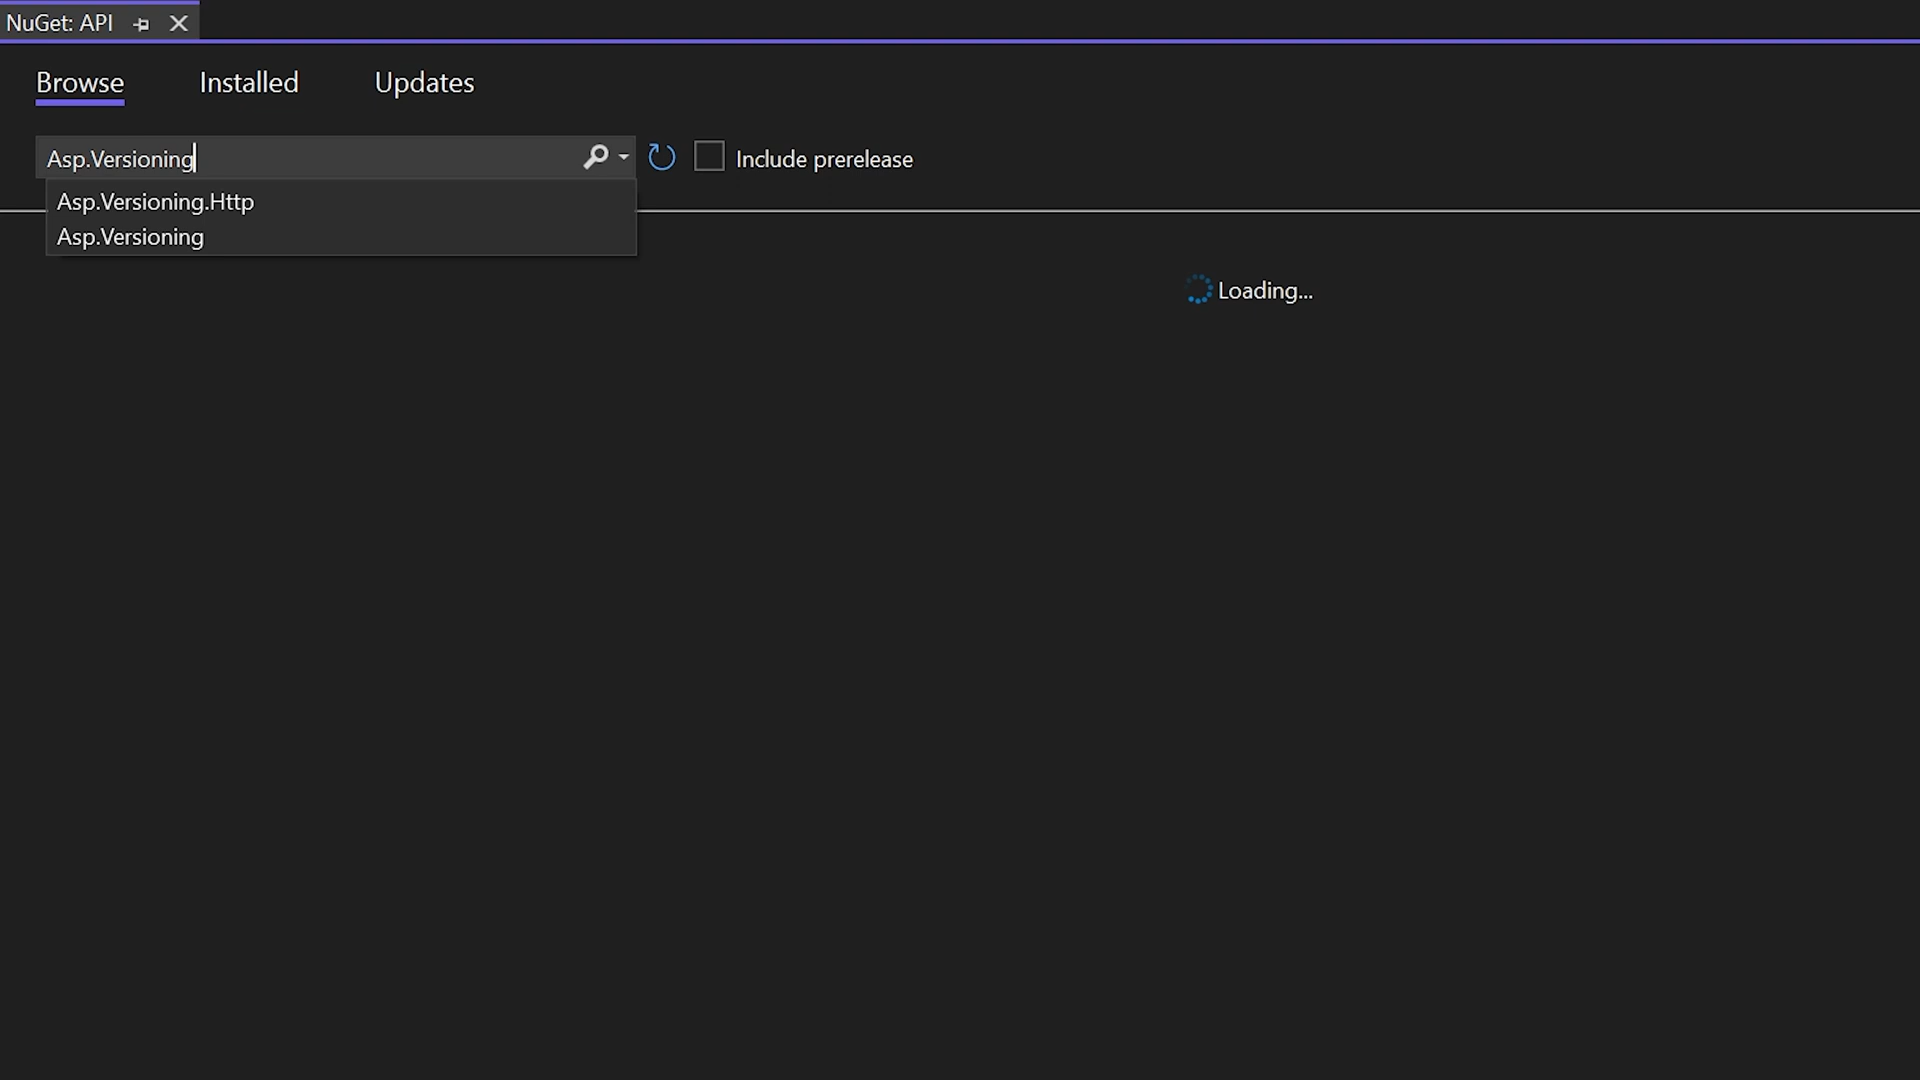 NuGet: API
Browse Installed Updates
Asp.Versioning
Include prerelease
Asp.Versioning.Http
Asp.Versioning
Loading...